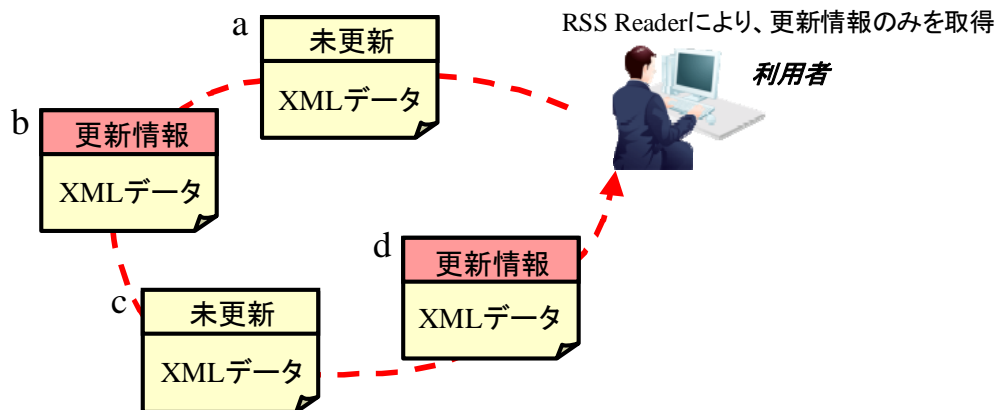 RSS Readerにより、更新情報のみを取得
利用者
a
未更新
XMLデータ
b
更新情報
XMLデータ
c
未更新
XMLデータ
d
更新情報
XMLデータ